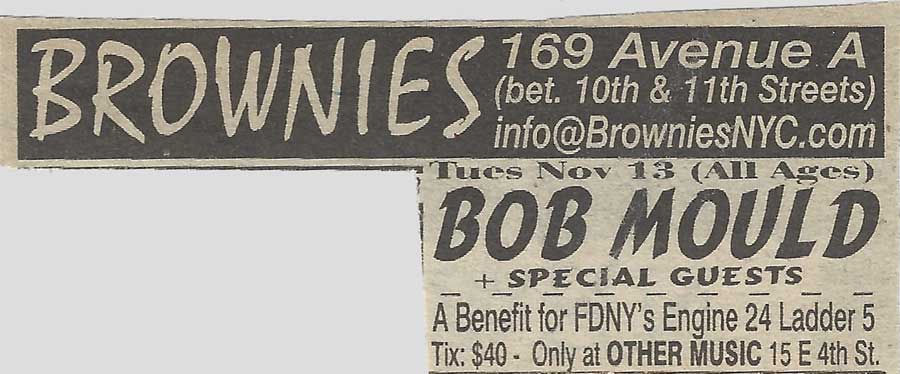 BROWNIES
169 Avenue A
(bet. 10th & 11th Streets)
info@BrowniesNYC.com
Tues Nov 13 (All Ages)
BOB MOULD
+ SPECIAL GUESTS
A Benefit for FDNY's Engine 24 Ladder 5
Tix: $40 - Only at OTHER MUSIC 15 E 4th St.